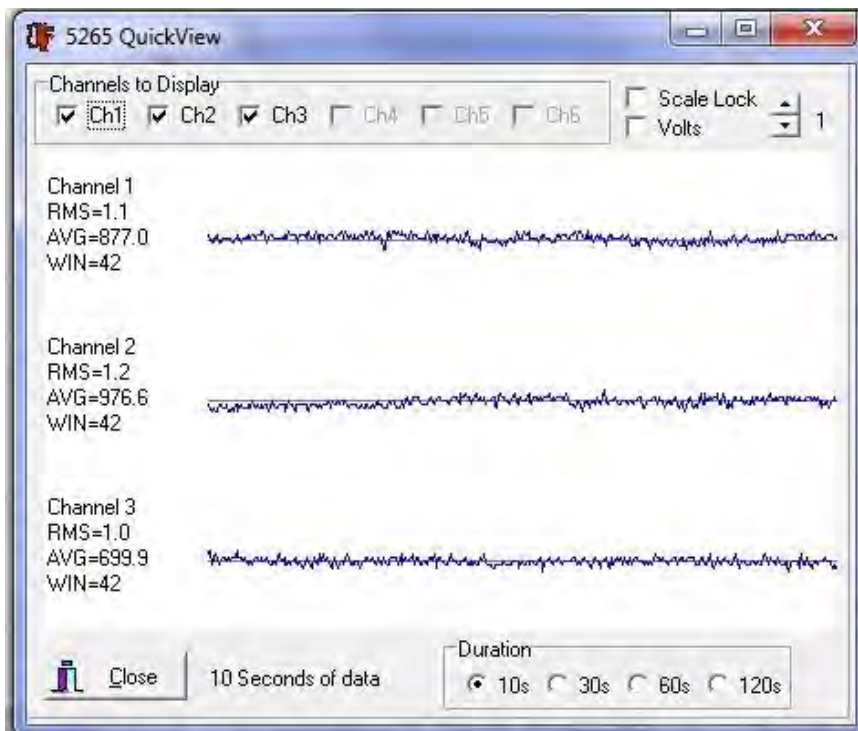 5265 QuickView
Channels to Display
Ch1 Ch2 Ch3 Ch4 Ch5 Ch6
Scale Lock
Volts
1
Channel 1
RMS=1.1
AVG=877.0
WIN=42
Channel 2
RMS=1.2
AVG=976.6
WIN=42
Channel 3
RMS=1.0
AVG=699.9
WIN=42
Close
10 Seconds of data
Duration
10s 30s 60s 120s